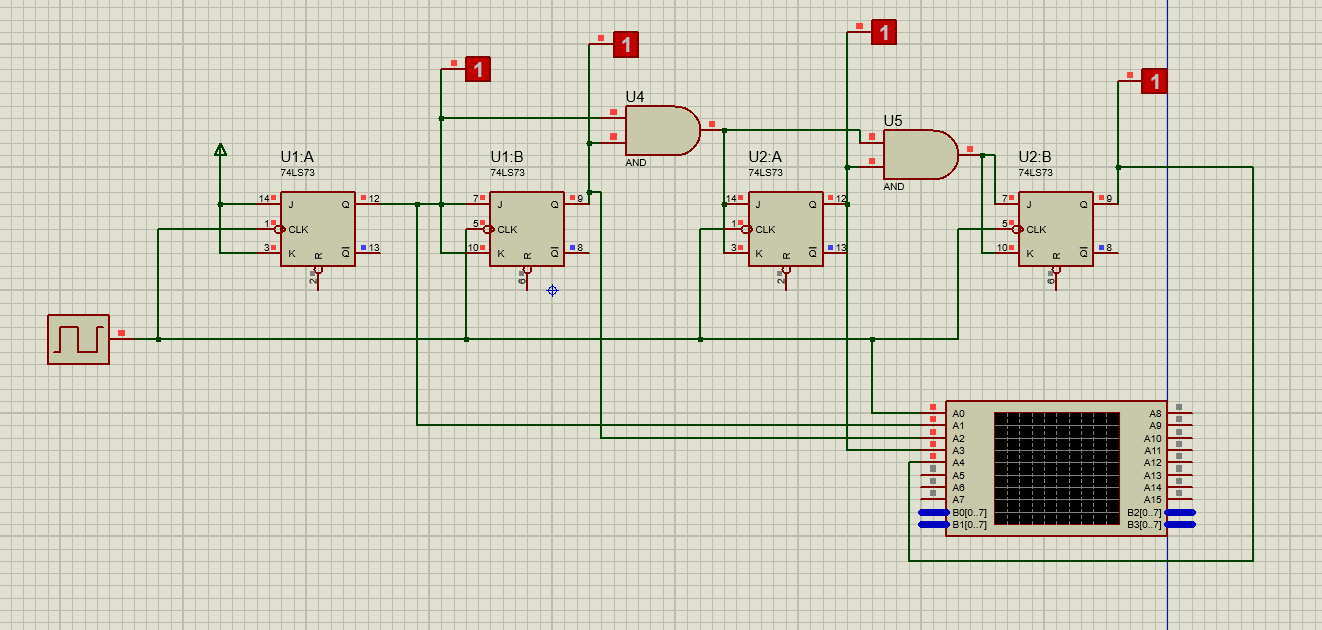 1
1
1
1
U4
AND
U5
AND
U1:A
74LS73
14 J Q 12
1 CLK
3 K Q 13
R
2
U1:B
74LS73
7 J Q 9
5 CLK
10 K Q 8
R
6
U2:A
74LS73
14 J Q 12
1 CLK
3 K Q 13
R
2
U2:B
74LS73
7 J Q 9
5 CLK
10 K Q 8
R
6
A0 A8
A1 A9
A2 A10
A3 A11
A4 A12
A5 A13
A6 A14
A7 A15
B0[0..7] B2[0..7]
B1[0..7] B3[0..7]